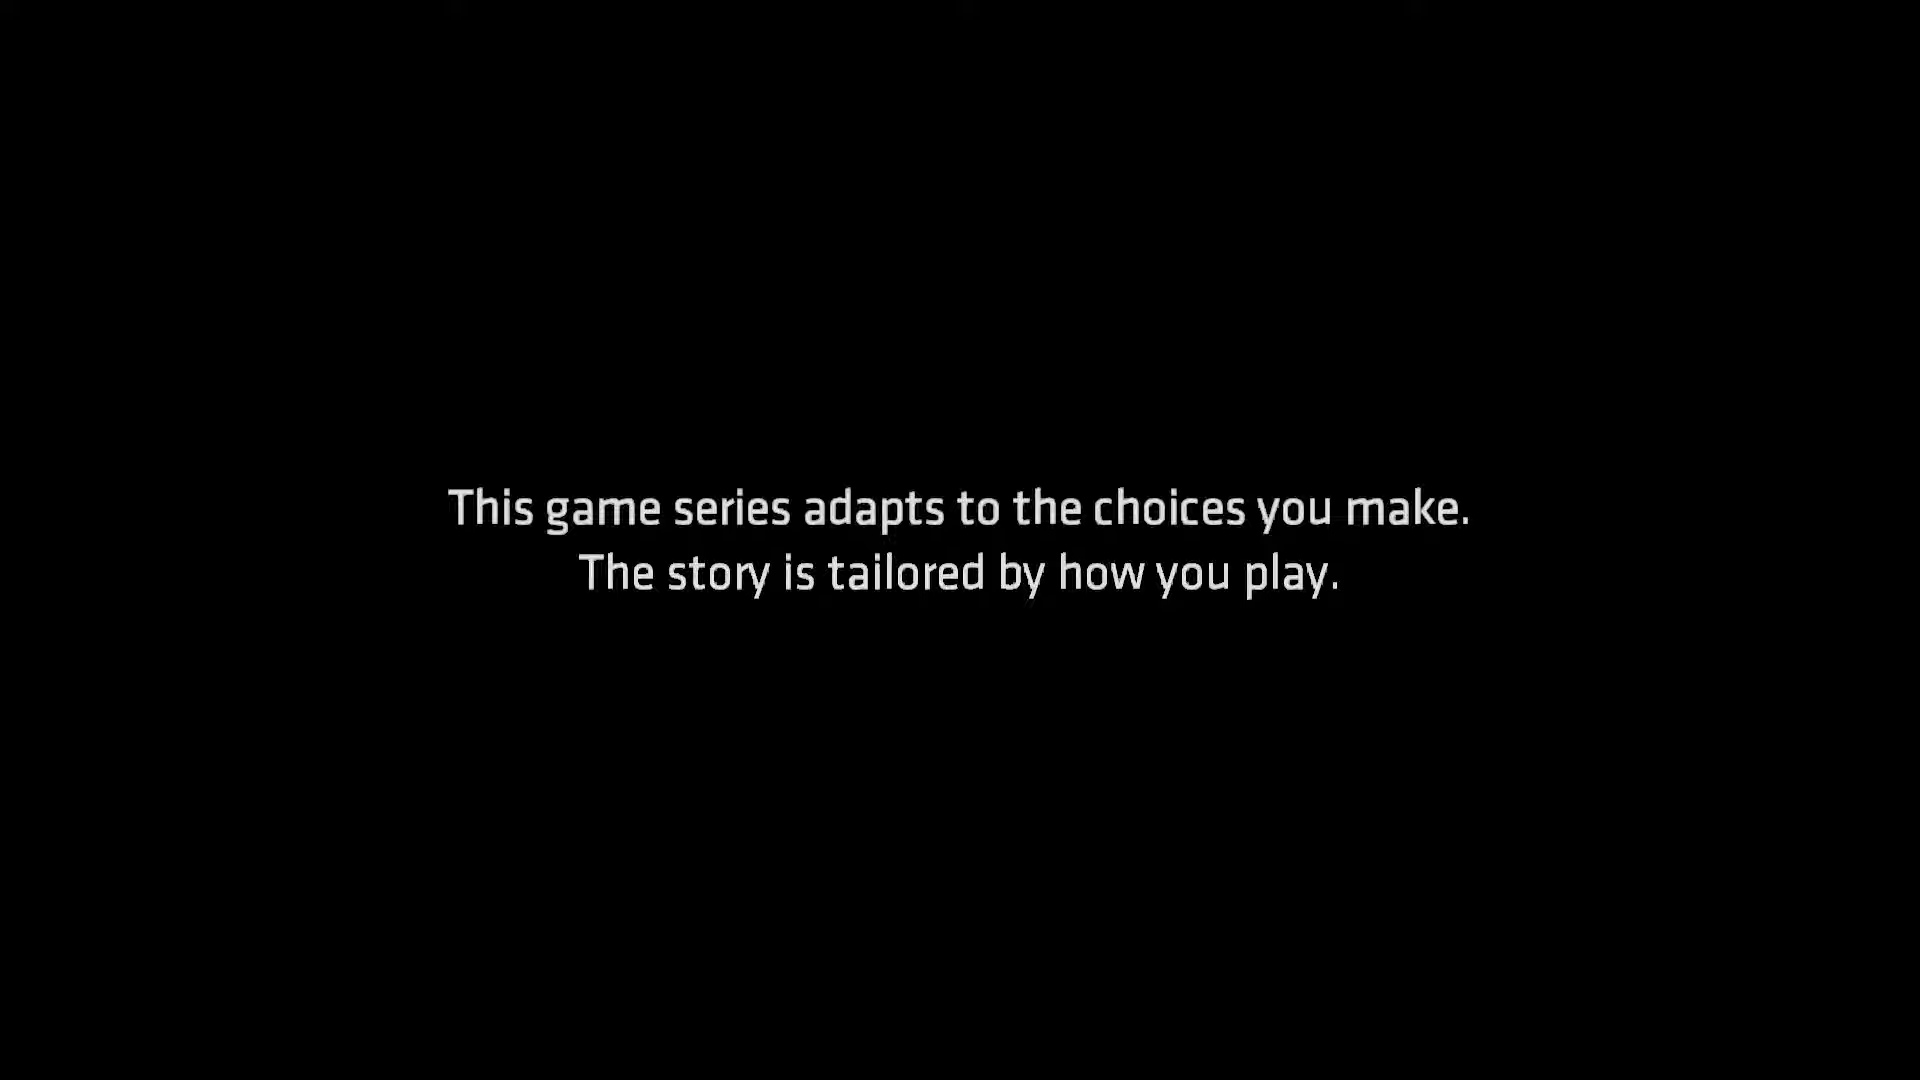 This game series adapts to the choices you make.
The story is tailored by how you play.